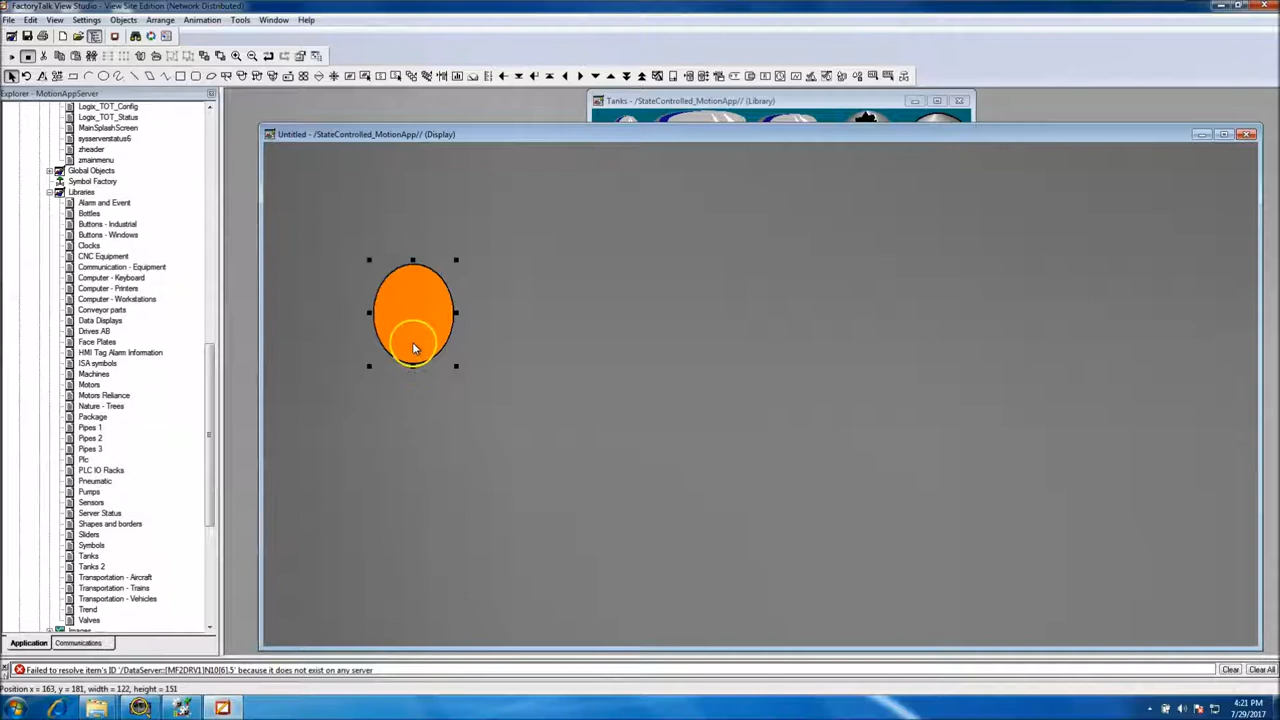 FactoryTalk View Studio - View Site Edition (Network Distributed)
File Edit View Settings Objects Arrange Animation Tools Window Help
Explorer - MotionAppServer
Logix_TOT_Config
Logix_TOT_Status
MainSplashScreen
sysserverstatus6
zheader
zmainmenu
Global Objects
Symbol Factory
Libraries
Alarm and Event
Bottles
Buttons - Industrial
Buttons - Windows
Clocks
CNC Equipment
Communication - Equipment
Computer - Keyboard
Computer - Printers
Computer - Workstations
Conveyor parts
Data Displays
Drives AB
Face Plates
HMI Tag Alarm Information
ISA symbols
Machines
Motors
Motors Reliance
Nature - Trees
Package
Pipes 1
Pipes 2
Pipes 3
Plc
PLC IO Racks
Pneumatic
Pumps
Sensors
Server Status
Shapes and borders
Sliders
Symbols
Tanks
Tanks 2
Transportation - Aircraft
Transportation - Trains
Transportation - Vehicles
Trend
Valves
Images
Application Communications
Tanks - /StateControlled_MotionApp// (Library)
Untitled - /StateControlled_MotionApp// (Display)
Failed to resolve item's ID '/DataServer::[MF2DRV1]N10[6].5' because it does not exist on any server
Clear Clear All
Position x = 163, y = 181, width = 122, height = 151
4:21 PM
7/29/2017